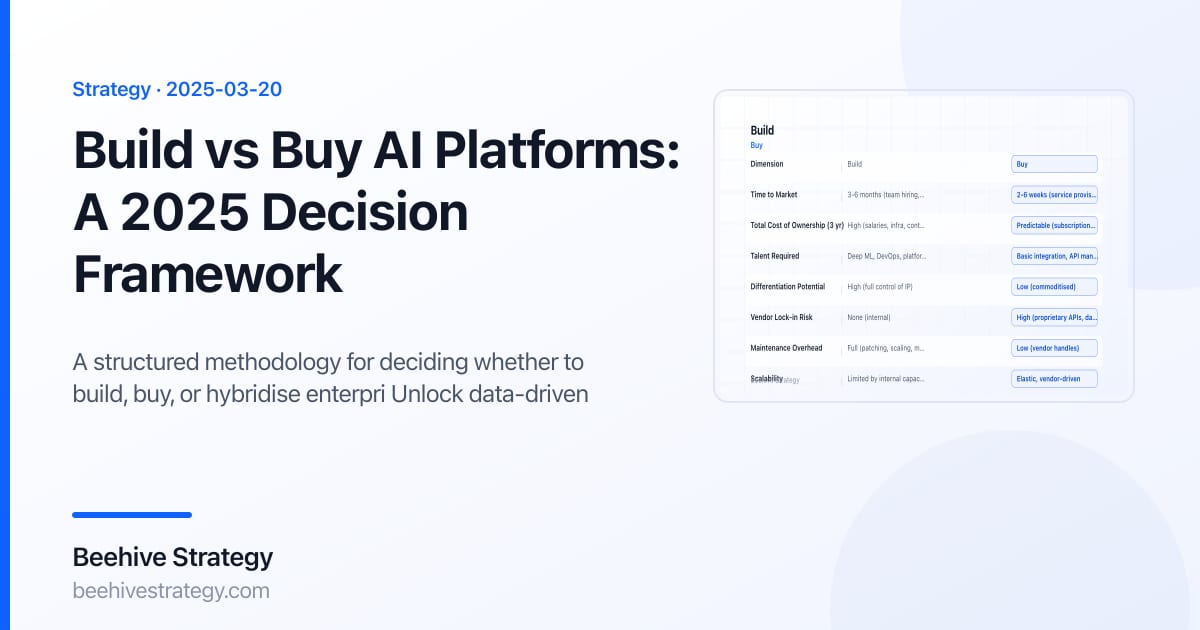 Strategy · 2025-03-20
Build vs Buy AI Platforms:
A 2025 Decision
Framework
A structured methodology for deciding whether to
build, buy, or hybridise enterpri Unlock data-driven
Beehive Strategy
beehivestrategy.com
Build
Buy
Dimension Build Buy
Time to Market 3-6 months (team hiring,... 2-6 weeks (service provis...
Total Cost of Ownership (3 yr) High (salaries, infra, cont... Predictable (subscription...
Talent Required Deep ML, DevOps, platfor... Basic integration, API man...
Differentiation Potential High (full control of IP) Low (commoditised)
Vendor Lock-in Risk None (internal) High (proprietary APIs, da...
Maintenance Overhead Full (patching, scaling, m... Low (vendor handles)
Scalability Limited by internal capac... Elastic, vendor-driven